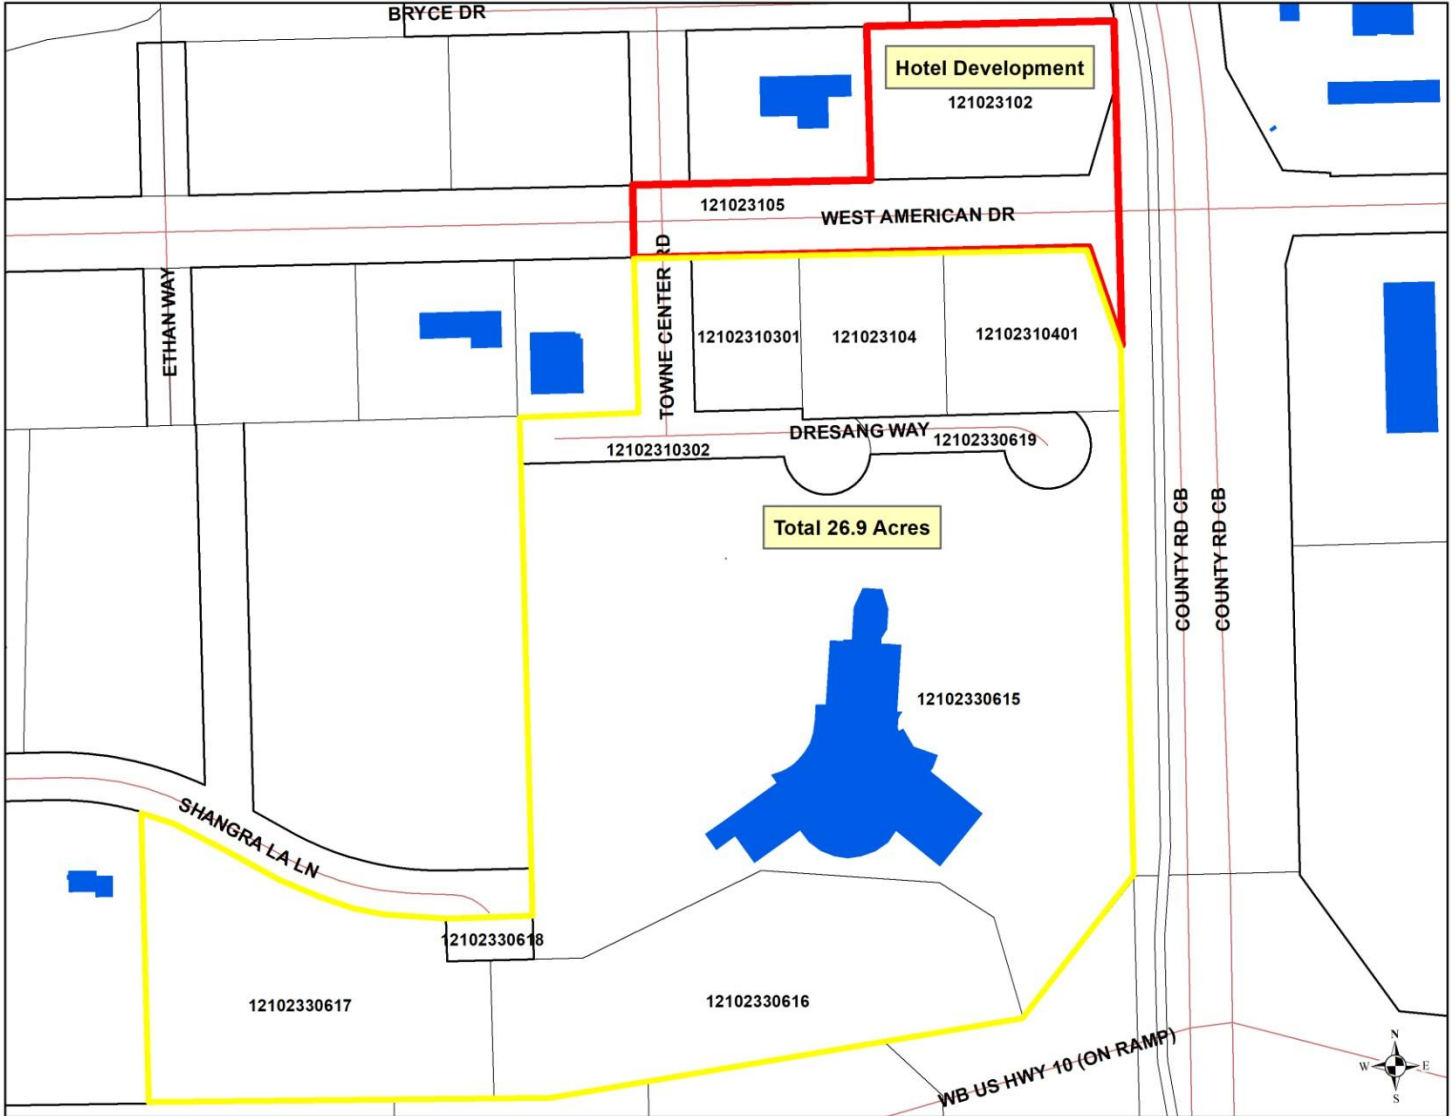 BRYCE DR
Hotel Development
121023102
121023105
WEST AMERICAN DR
ETHAN WAY
TOWNE CENTER RD
12102310301
121023104
12102310401
DRESANG WAY
12102330619
12102310302
Total 26.9 Acres
COUNTY RD CB
COUNTY RD CB
12102330615
SHANGRA LA LN
12102330618
12102330617
12102330616
WB US HWY 10 (ON RAMP)
N
W
E
S